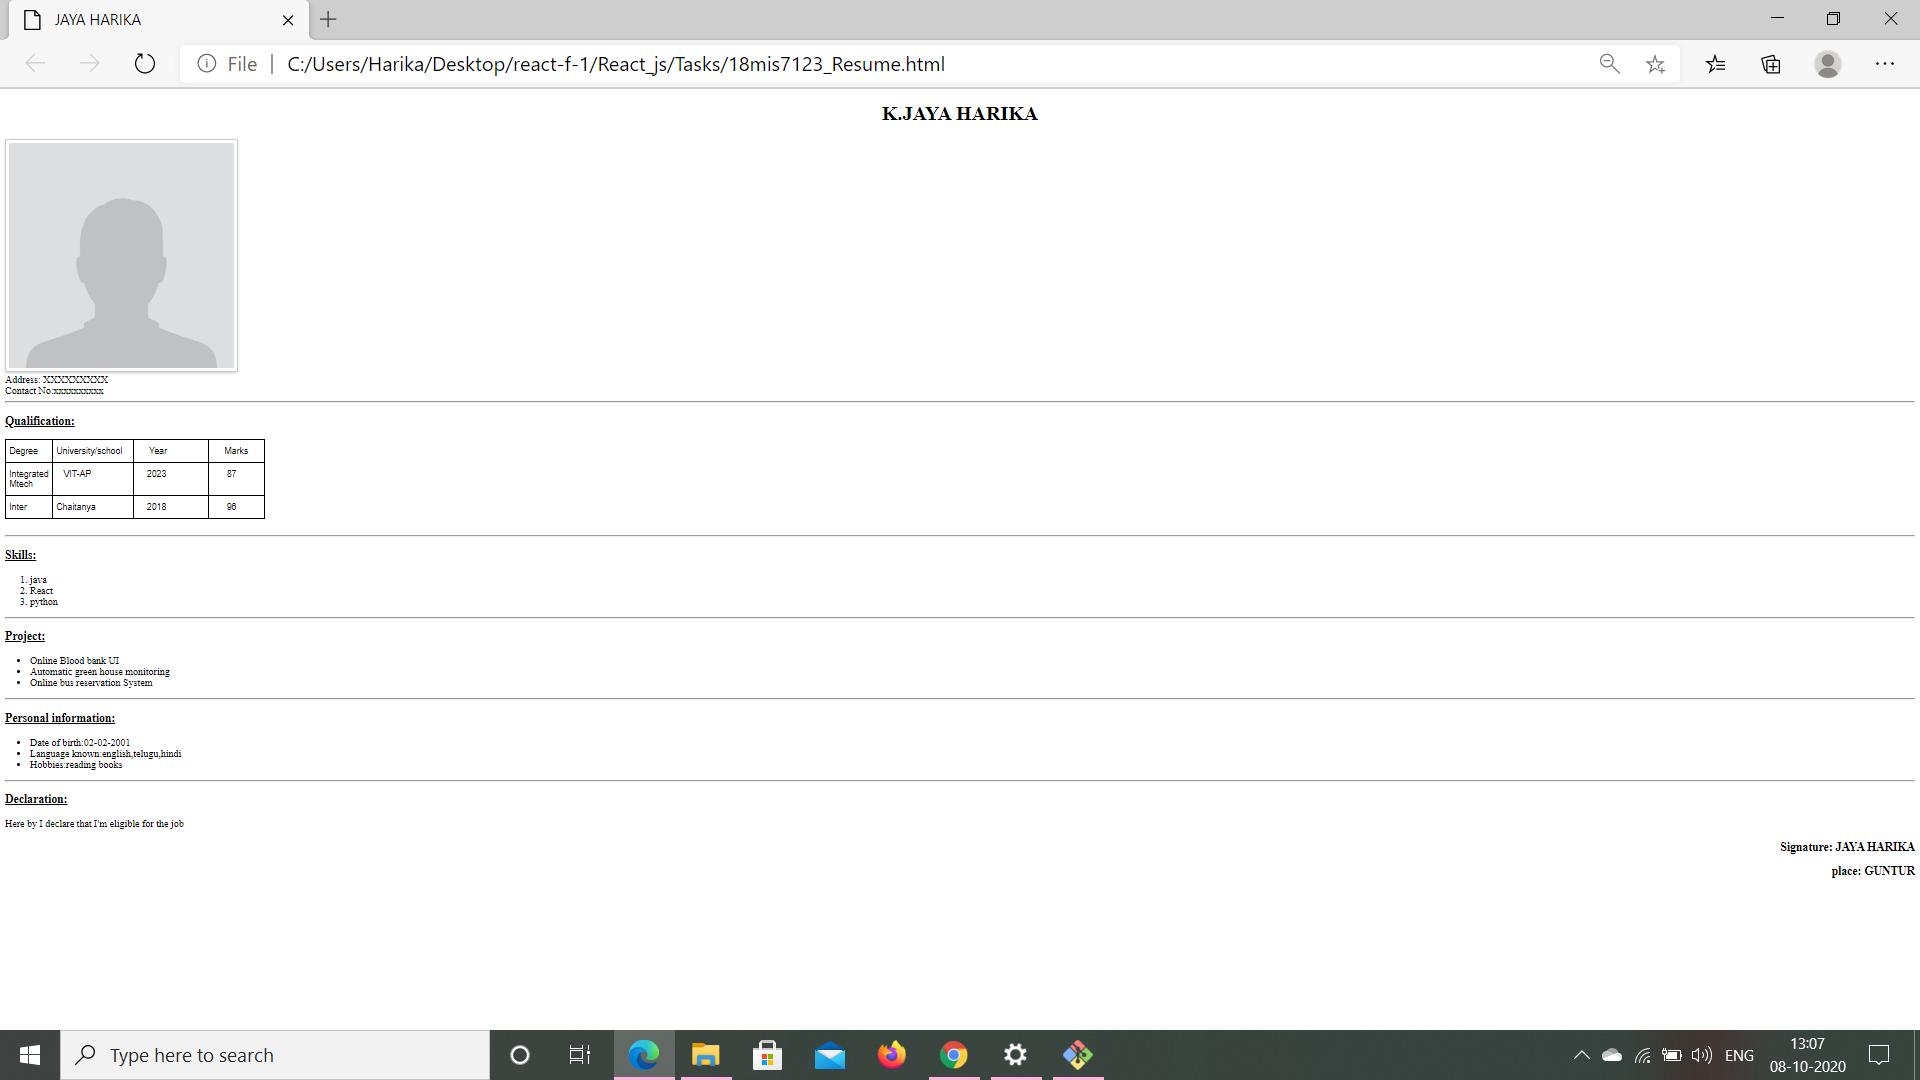 JAYA HARIKA
File
C:/Users/Harika/Desktop/react-f-1/React_js/Tasks/18mis7123_Resume.html
K.JAYA HARIKA
Address: XXXXXXXXX
Contact No:xxxxxxxxxx
Qualification:
Degree University/school Year Marks
Integrated Mtech VIT-AP 2023 87
Inter Chaitanya 2018 96
Skills:
1. java
2. React
3. python
Project:
• Online Blood bank UI
• Automatic green house monitoring
• Online bus reservation System
Personal information:
• Date of birth:02-02-2001
• Language known:english,telugu,hindi
• Hobbies:reading books
Declaration:
Here by I declare that I'm eligible for the job
Signature: JAYA HARIKA
place: GUNTUR
Type here to search
ENG
13:07
08-10-2020